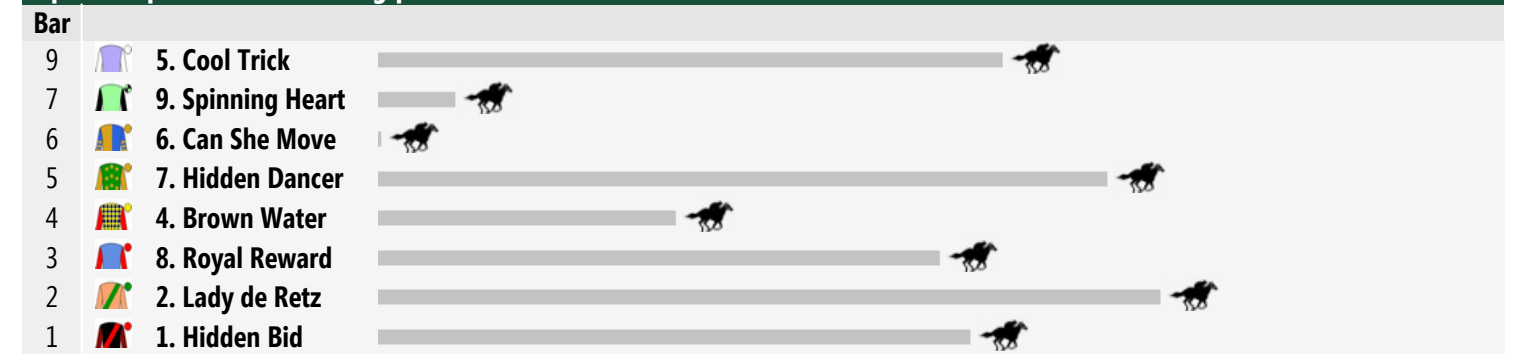 Bar
9 5. Cool Trick
7 9. Spinning Heart
6 6. Can She Move
5 7. Hidden Dancer
4 4. Brown Water
3 8. Royal Reward
2 2. Lady de Retz
1 1. Hidden Bid